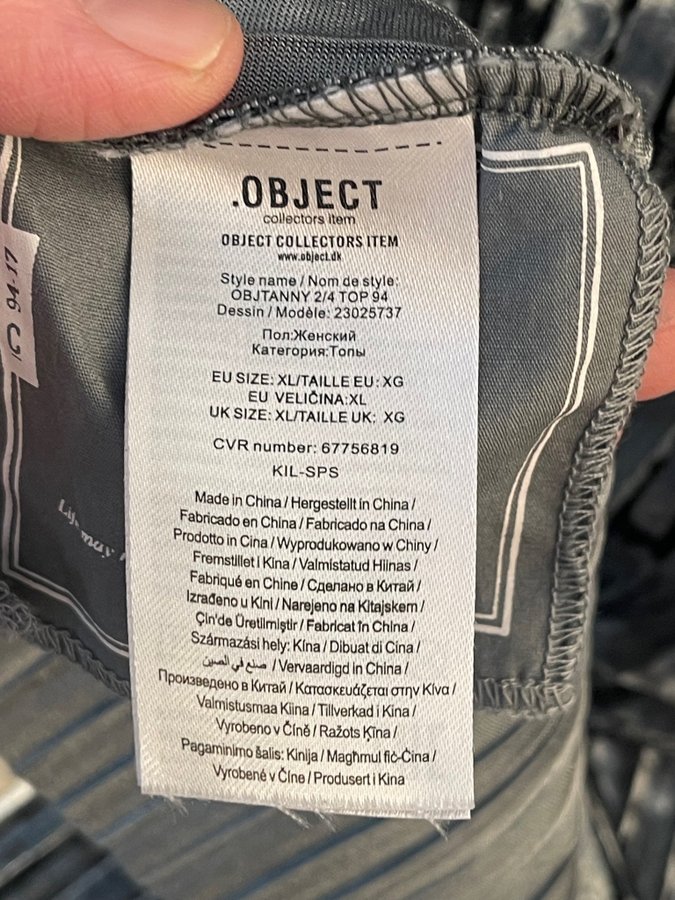 .OBJECT
collectors item
OBJECT COLLECTORS ITEM
www.object.dk
Style name / Nom de style:
OBJTANNY 2/4 TOP 94
Dessin / Modèle: 23025737
Пол:Женский
Категория:Топы
EU SIZE: XL/TAILLE EU: XG
EU VELIČINA:XL
UK SIZE: XL/TAILLE UK: XG
CVR number: 67756819
KIL-SPS
Made in China / Hergestellt in China /
Fabricado en China / Fabricado na China /
Prodotto in Cina / Wyprodukowano w Chiny /
Fremstillet i Kina / Valmistatud Hiinas /
Fabriqué en Chine / Сделано в Китай /
Izrađeno u Kini / Narejeno na Kitajskem /
Çin'de Üretilmiştir / Fabricat în China /
Származási hely: Kína / Dibuat di Cina /
صنع في الصين / Vervaardigd in China /
Произведено в Китай / Κατασκευάζεται στην Κίνα /
Valmistusmaa Kiina / Tillverkad i Kina /
Vyrobeno v Číně / Ražots Ķīna /
Pagaminimo šalis: Kinija / Magħmul fiċ-Ċina /
Vyrobené v Číne / Produsert i Kina
94-17